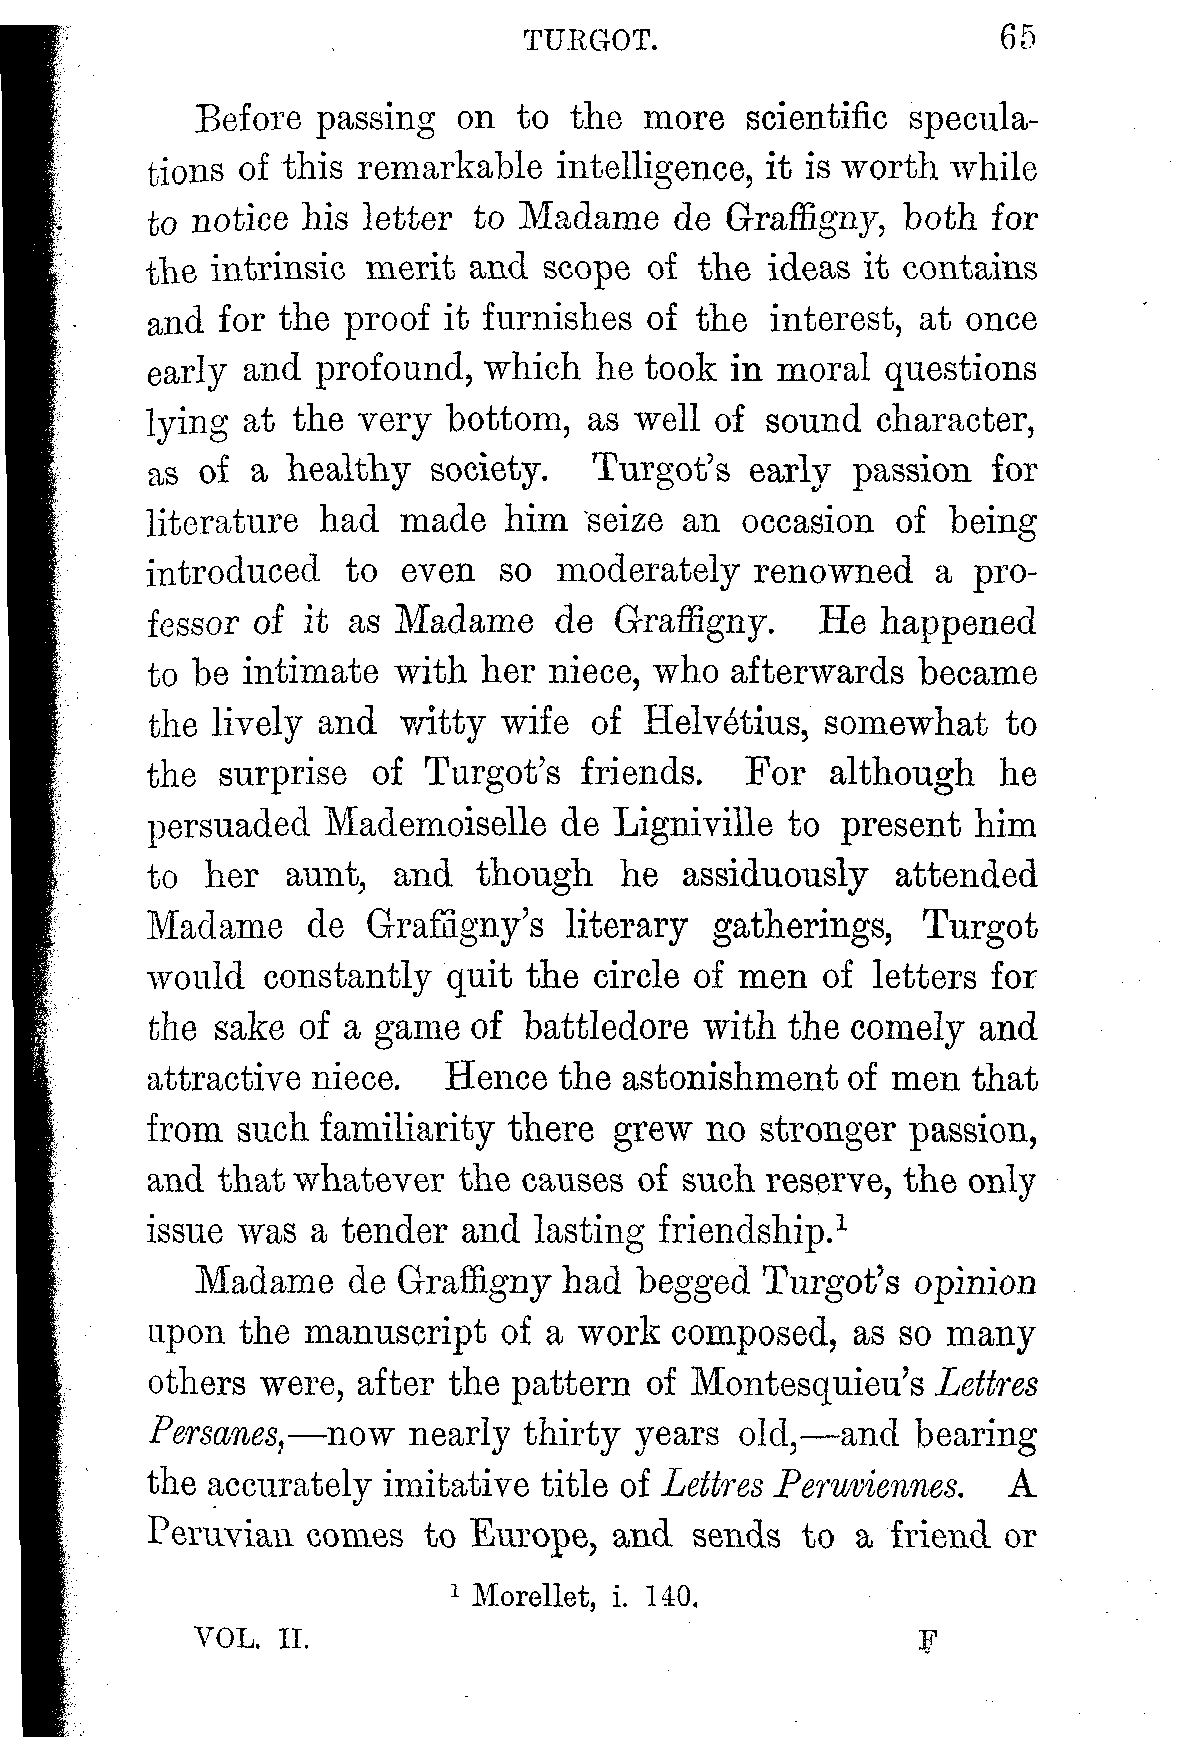 TURGOT. 65
Before passing on to the more scientific specula-
tions of this remarkable intelligence, it is worth while
to notice his letter to Madame de Graffigny, both for
the intrinsic merit and scope of the ideas it contains
and for the proof it furnishes of the interest, at once
early and profound, which he took in moral questions
lying at the very bottom, as well of sound character,
as of a healthy society. Turgot's early passion for
literature had made him seize an occasion of being
introduced to even so moderately renowned a pro-
fessor of it as Madame de Graffigny. He happened
to be intimate with her niece, who afterwards became
the lively and witty wife of Helvétius, somewhat to
the surprise of Turgot's friends. For although he
persuaded Mademoiselle de Ligniville to present him
to her aunt, and though he assiduously attended
Madame de Graffigny's literary gatherings, Turgot
would constantly quit the circle of men of letters for
the sake of a game of battledore with the comely and
attractive niece. Hence the astonishment of men that
from such familiarity there grew no stronger passion,
and that whatever the causes of such reserve, the only
issue was a tender and lasting friendship.¹
Madame de Graffigny had begged Turgot's opinion
upon the manuscript of a work composed, as so many
others were, after the pattern of Montesquieu's Lettres
Persanes,—now nearly thirty years old,—and bearing
the accurately imitative title of Lettres Peruviennes. A
Peruvian comes to Europe, and sends to a friend or
¹ Morellet, i. 140.
VOL. II. F